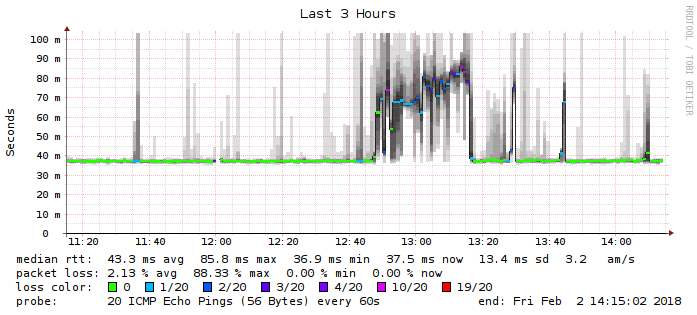 Last 3 Hours
RRDTOOL / TOBI OETIKER
Seconds
100 m
90 m
80 m
70 m
60 m
50 m
40 m
30 m
20 m
10 m
0
11:20 11:40 12:00 12:20 12:40 13:00 13:20 13:40 14:00
median rtt: 43.3 ms avg 85.8 ms max 36.9 ms min 37.5 ms now 13.4 ms sd 3.2 am/s
packet loss: 2.13 % avg 88.33 % max 0.00 % min 0.00 % now
loss color: 0 1/20 2/20 3/20 4/20 10/20 19/20
probe: 20 ICMP Echo Pings (56 Bytes) every 60s end: Fri Feb 2 14:15:02 2018